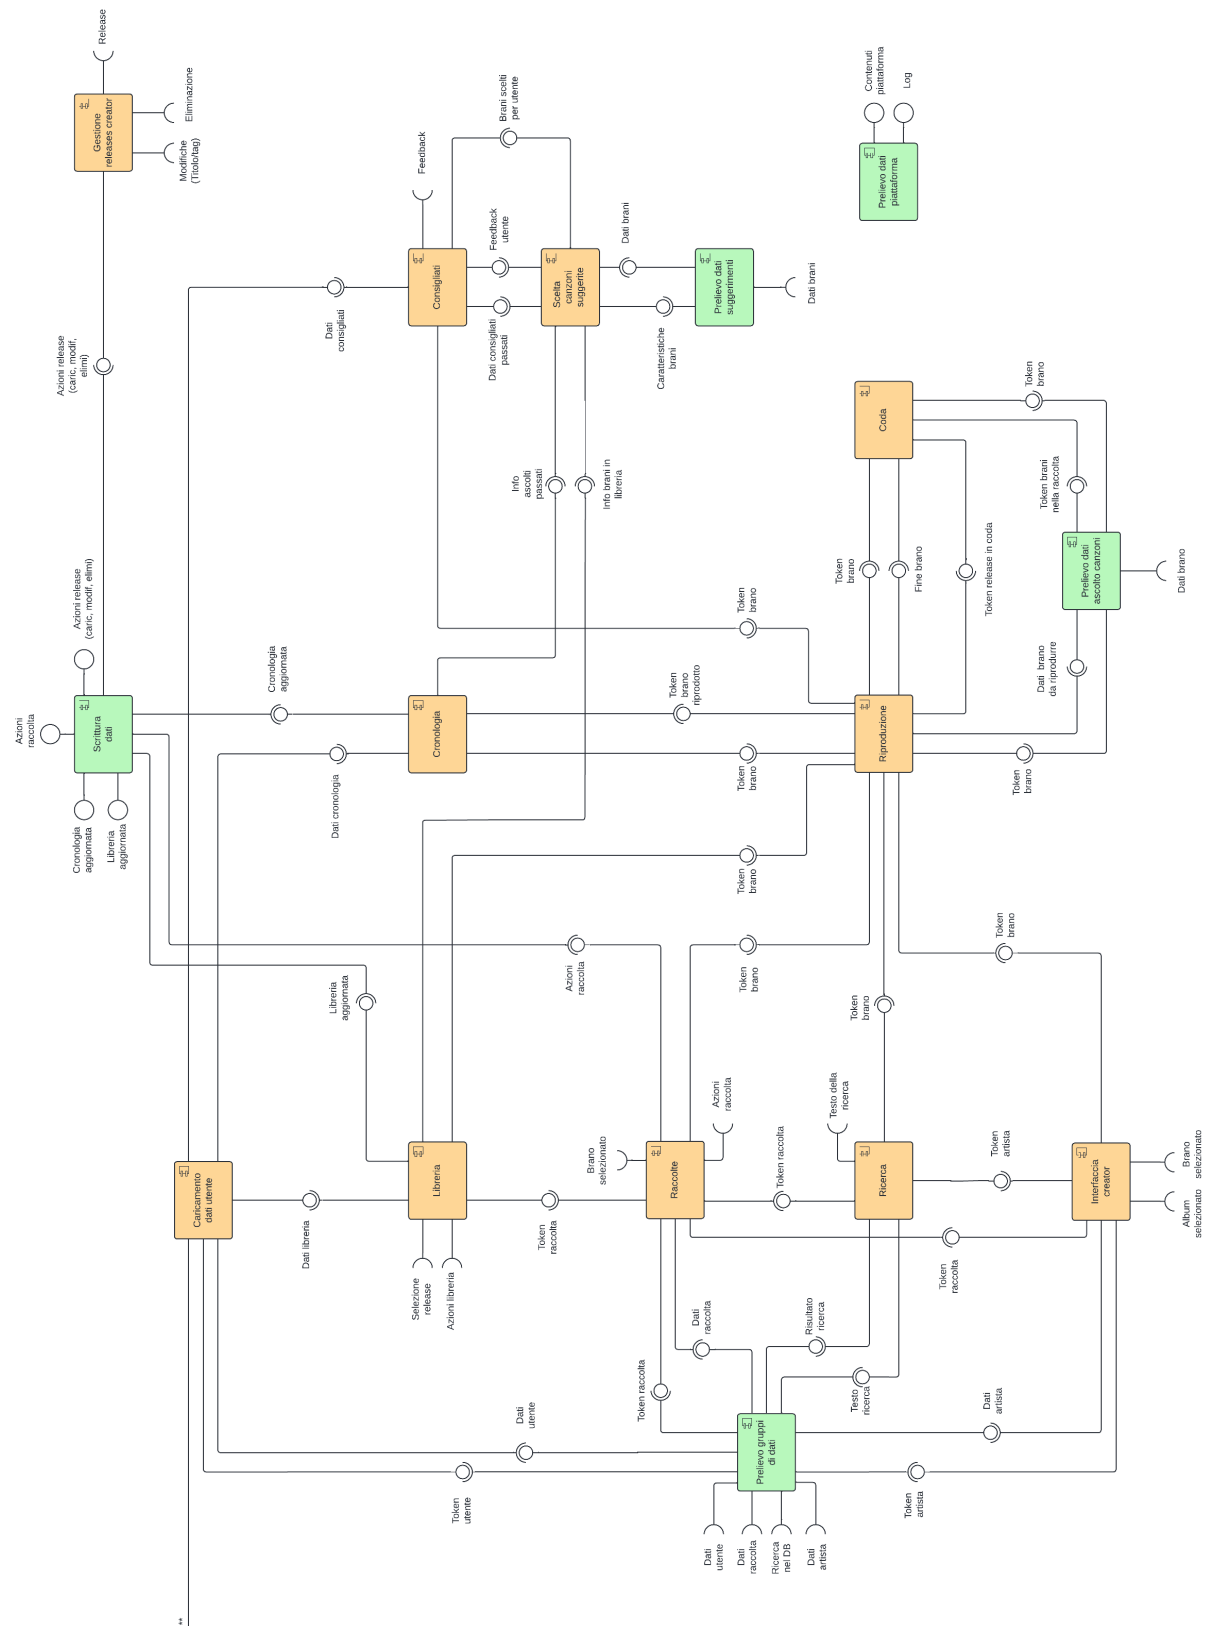 Release
Gestione
releases creator
Eliminazione
Modifiche
(Titolo/tag)
Azioni release
(caric, modif,
elimi)
Azioni release
(caric, modif, elimi)
Azioni
raccolta
Scrittura
dati
Cronologia
aggiornata
Libreria
aggiornata
Contenuti
piattaforma
Log
Prelievo dati
piattaforma
Brani scelti
per utente
Feedback
Feedback
utente
Dati brani
Dati
consigliati
Consigliati
Scelta
canzoni
suggerite
Prelievo dati
suggerimenti
Dati brani
Dati consigliati
passati
Caratteristiche
brani
Info
ascolti
passati
Info brani in
libreria
Coda
Token
brano
Token brani
nella raccolta
Token
brano
Fine brano
Token release in coda
Prelievo dati
ascolto canzoni
Dati brano
Dati brano
da riprodurre
Token
brano
Cronologia
aggiornata
Token
brano
Token
brano
riprodotto
Cronologia
Riproduzione
Dati cronologia
Token
brano
Token
brano
Libreria
aggiornata
Azioni
raccolta
Token
brano
Token
brano
Token
brano
Caricamento
dati utente
Libreria
Brano
selezionato
Azioni
raccolta
Raccolte
Testo della
ricerca
Token raccolta
Ricerca
Token
artista
Interfaccia
creator
Brano
selezionato
Album
selezionato
Dati libreria
Token
raccolta
Token
raccolta
Selezione
release
Azioni libreria
Dati
raccolta
Risultato
ricerca
Token raccolta
Testo
ricerca
Dati
artista
Dati
utente
Prelievo gruppi
di dati
Token
utente
Token
artista
Dati
utente
Dati
raccolta
Ricerca
nel DB
Dati
artista
**